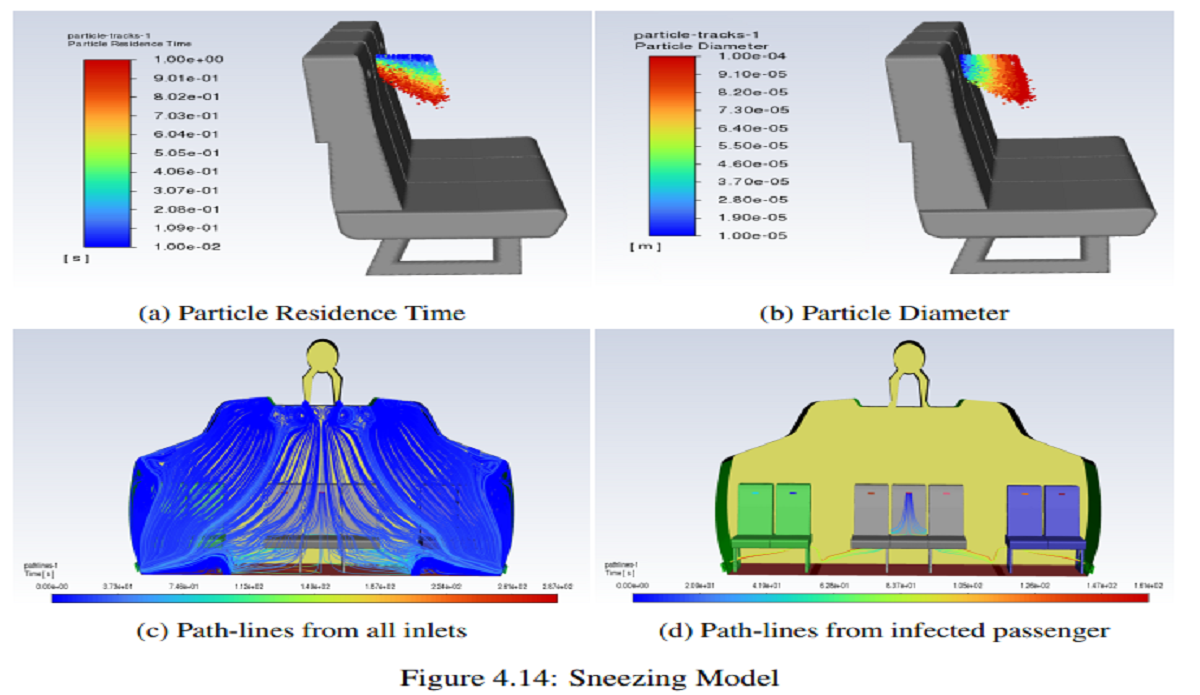 particle-tracks-1
Particle Residence Time
1.00e+00
9.01e-01
8.02e-01
7.03e-01
6.04e-01
5.05e-01
4.06e-01
3.07e-01
2.08e-01
1.09e-01
1.00e-02
[ s ]
particle-tracks-1
Particle Diameter
1.00e-04
9.10e-05
8.20e-05
7.30e-05
6.40e-05
5.50e-05
4.60e-05
3.70e-05
2.80e-05
1.90e-05
1.00e-05
[ m ]
(a) Particle Residence Time
(b) Particle Diameter
pathlines-1
Time [ s ]
0.00e+00 3.73e+01 7.46e+01 1.12e+02 1.49e+02 1.87e+02 2.24e+02 2.61e+02 2.87e+02
pathlines-1
Time [ s ]
0.00e+00 2.09e+01 4.19e+01 6.28e+01 8.37e+01 1.05e+02 1.26e+02 1.47e+02 1.61e+02
(c) Path-lines from all inlets
(d) Path-lines from infected passenger
Figure 4.14: Sneezing Model